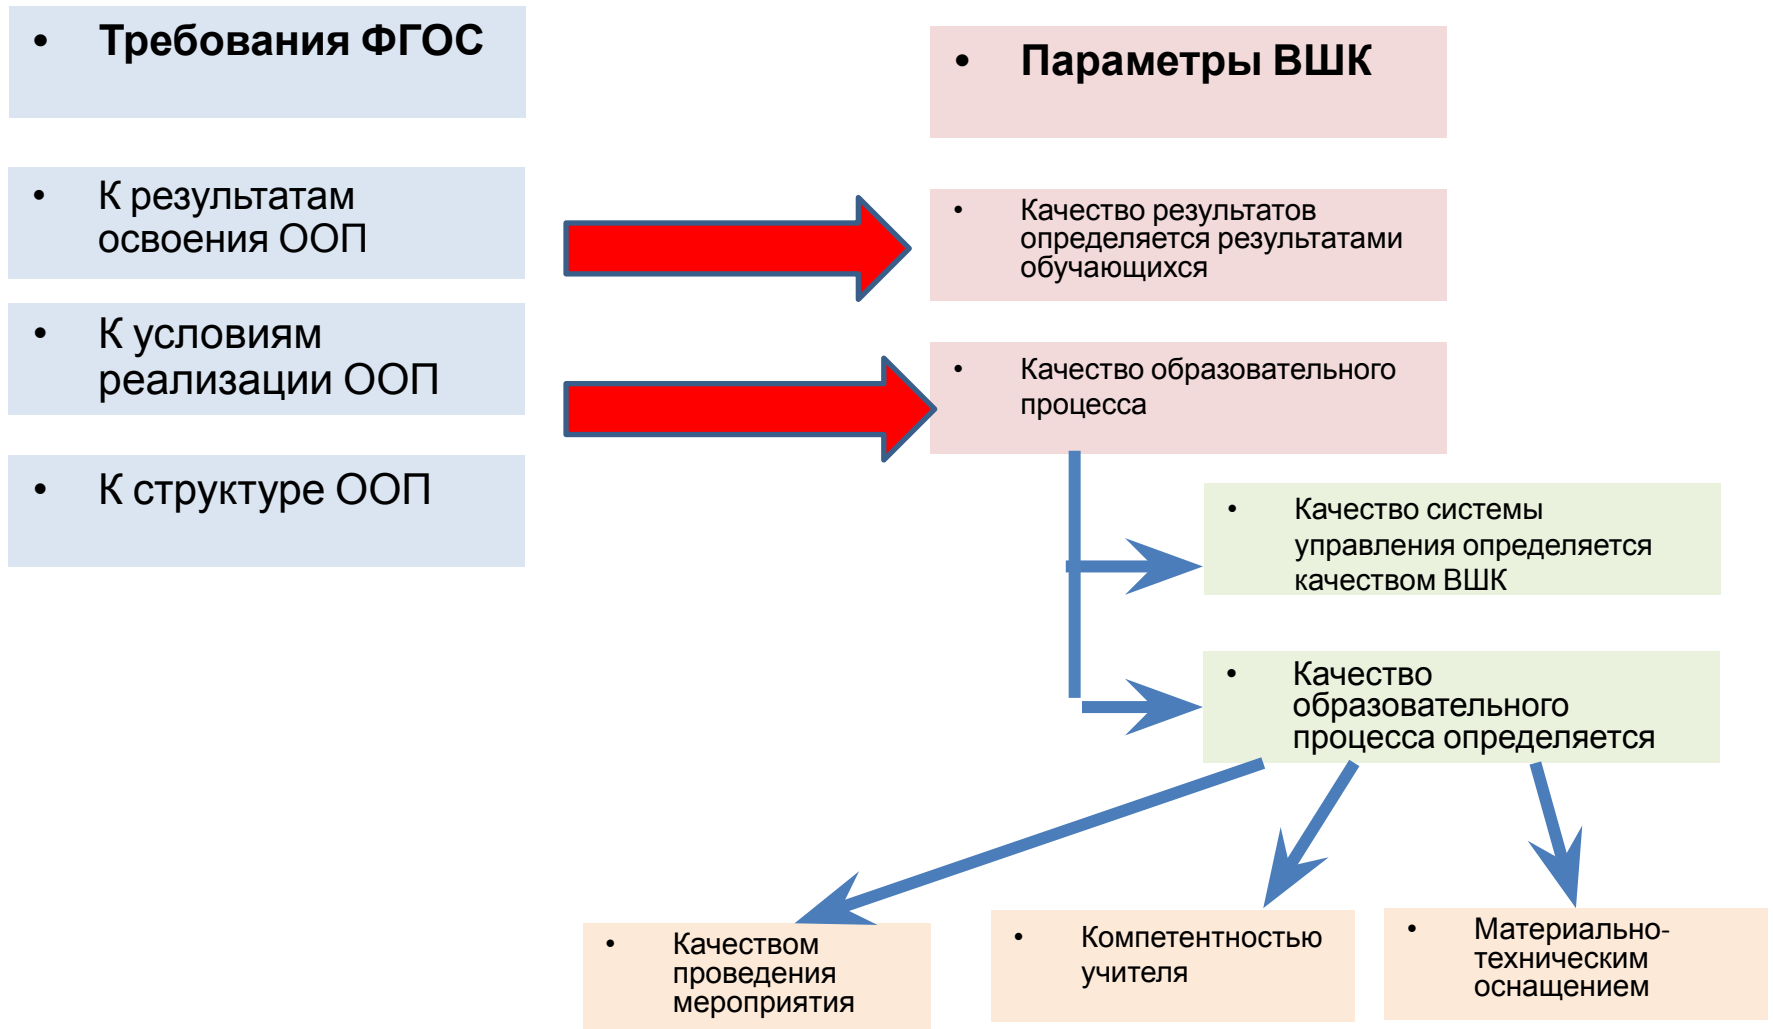 • Требования ФГОС
• К результатам
освоения ООП
• К условиям
реализации ООП
• К структуре ООП
• Параметры ВШК
• Качество результатов
определяется результатами
обучающихся
• Качество образовательного
процесса
• Качество системы
управления определяется
качеством ВШК
• Качество
образовательного
процесса определяется
• Качеством
проведения
мероприятия
• Компетентностью
учителя
• Материально-
техническим
оснащением